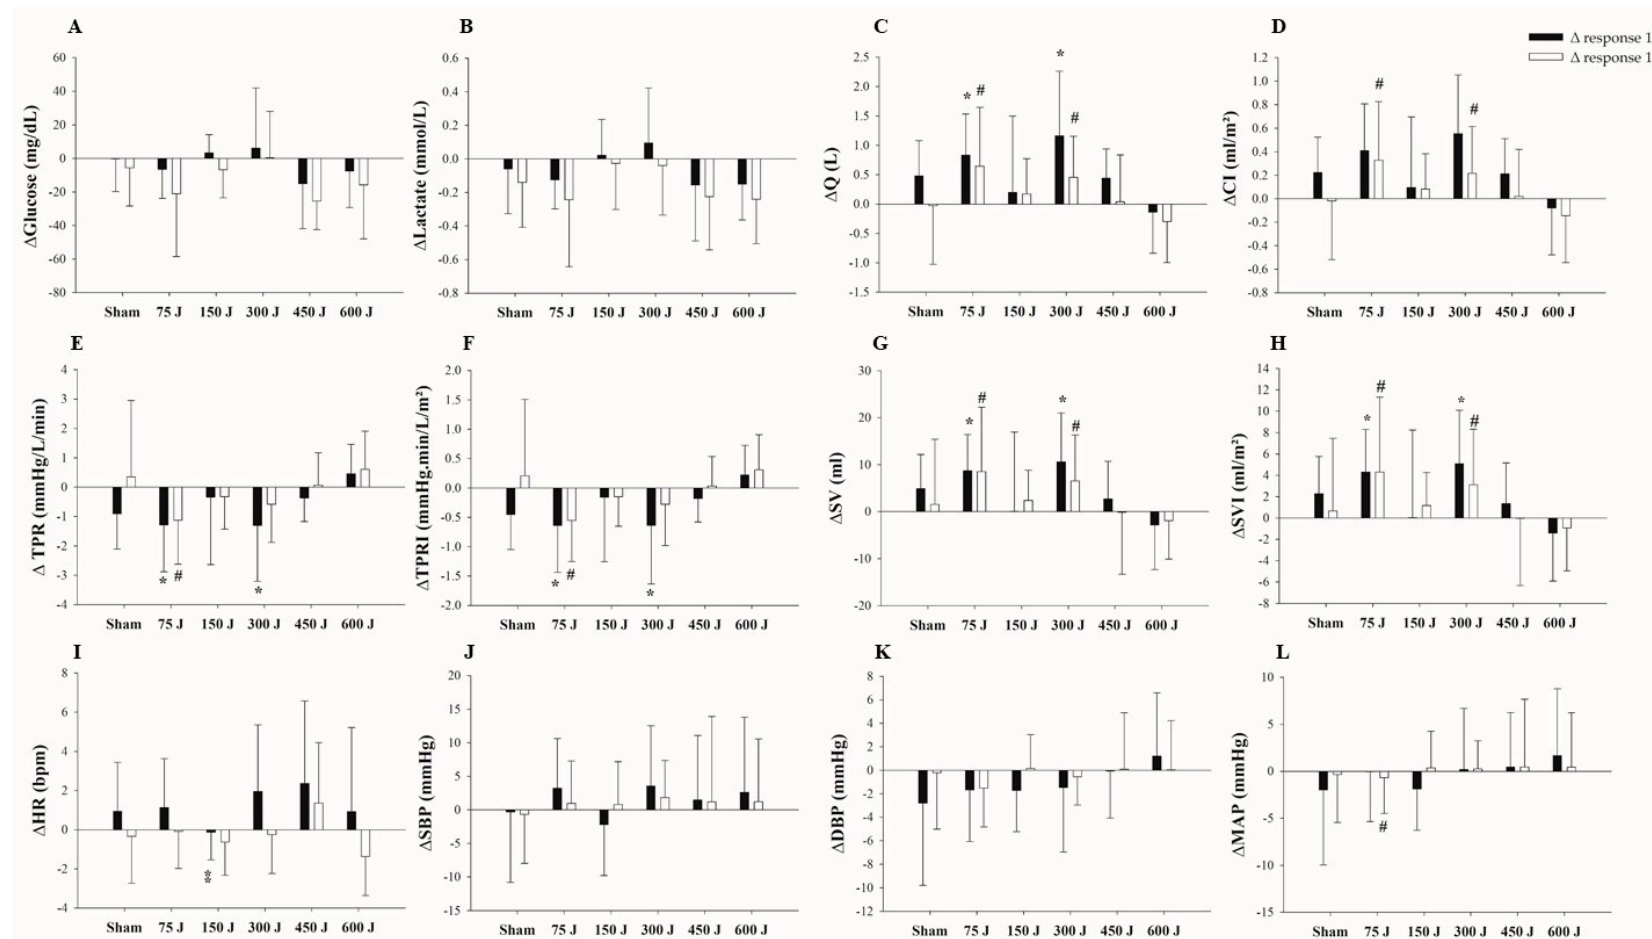 A
B
C
D
Δ response 1
Δ response 1
ΔGlucose (mg/dL)
60
40
20
0
-20
-40
-60
-80
Sham 75 J 150 J 300 J 450 J 600 J
ΔLactate (mmol/L)
0.6
0.4
0.2
0.0
-0.2
-0.4
-0.6
-0.8
Sham 75 J 150 J 300 J 450 J 600 J
ΔQ (L)
2.5
2.0
1.5
1.0
0.5
0.0
-0.5
-1.0
-1.5
* # * #
Sham 75 J 150 J 300 J 450 J 600 J
ΔCI (ml/m²)
1.2
1.0
0.8
0.6
0.4
0.2
0.0
-0.2
-0.4
-0.6
-0.8
# #
Sham 75 J 150 J 300 J 450 J 600 J
E
F
G
H
Δ TPR (mmHg/L/min)
4
3
2
1
0
-1
-2
-3
-4
* # *
Sham 75 J 150 J 300 J 450 J 600 J
ΔTPRI (mmHg.min/L/m²)
2.0
1.5
1.0
0.5
0.0
-0.5
-1.0
-1.5
-2.0
* # *
Sham 75 J 150 J 300 J 450 J 600 J
ΔSV (ml)
30
20
10
0
-10
-20
* # * #
Sham 75 J 150 J 300 J 450 J 600 J
ΔSVI (ml/m²)
14
12
10
8
6
4
2
0
-2
-4
-6
-8
* # * #
Sham 75 J 150 J 300 J 450 J 600 J
I
J
K
L
ΔHR (bpm)
8
6
4
2
0
-2
-4
*
*
Sham 75 J 150 J 300 J 450 J 600 J
ΔSBP (mmHg)
20
15
10
5
0
-5
-10
-15
Sham 75 J 150 J 300 J 450 J 600 J
ΔDBP (mmHg)
8
6
4
2
0
-2
-4
-6
-8
-10
-12
Sham 75 J 150 J 300 J 450 J 600 J
ΔMAP (mmHg)
10
5
0
-5
-10
-15
#
Sham 75 J 150 J 300 J 450 J 600 J